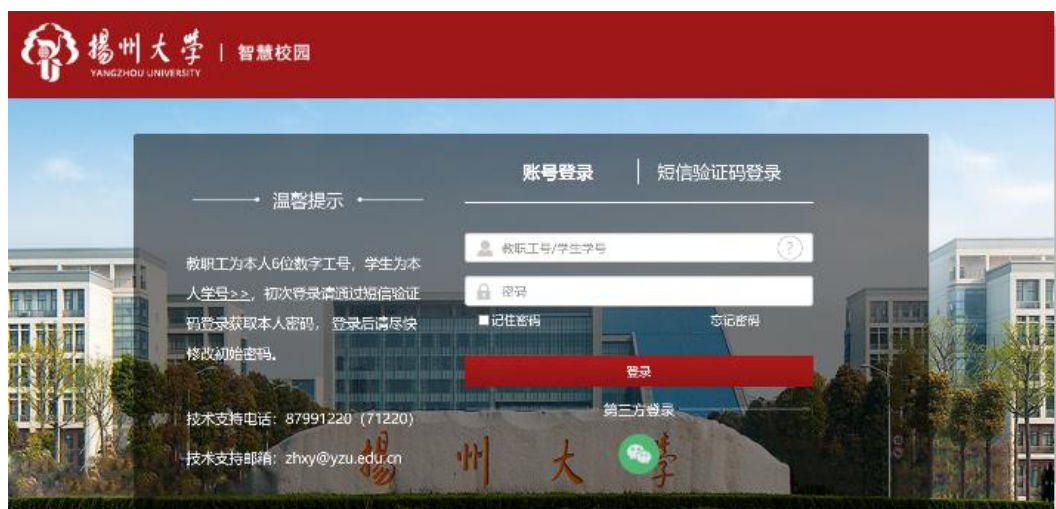 揚州大学 | 智慧校园
YANGZHOU UNIVERSITY
温馨提示
教职工为本人6位数字工号，学生为本
人学号>>，初次登录请通过短信验证
码登录获取本人密码，登录后请尽快
修改初始密码。
技术支持电话：87991220（71220）
技术支持邮箱：zhxy@yzu.edu.cn
账号登录 | 短信验证码登录
教职工号/学生学号 ?
密码
记住密码 忘记密码
登录
第三方登录
揚州大学